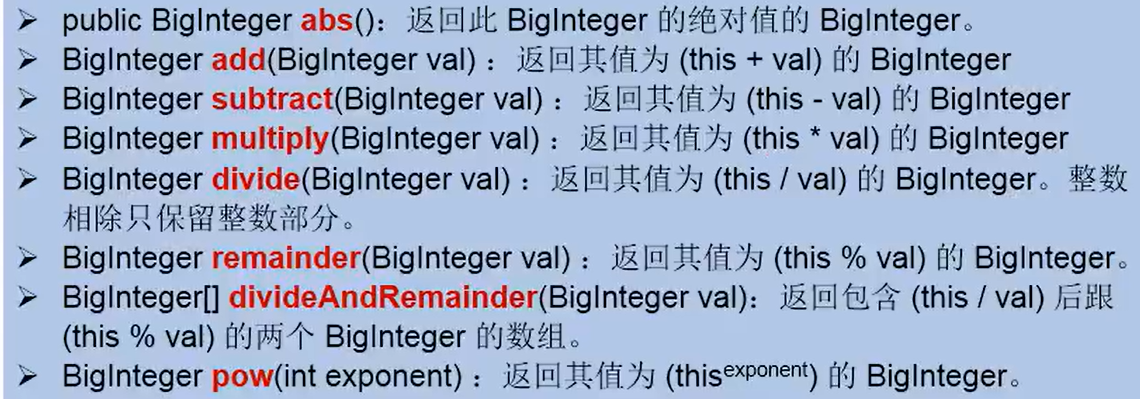 ➢ public BigInteger abs()：返回此 BigInteger 的绝对值的 BigInteger。
➢ BigInteger add(BigInteger val) ：返回其值为 (this + val) 的 BigInteger
➢ BigInteger subtract(BigInteger val) ：返回其值为 (this - val) 的 BigInteger
➢ BigInteger multiply(BigInteger val) ：返回其值为 (this * val) 的 BigInteger
➢ BigInteger divide(BigInteger val) ：返回其值为 (this / val) 的 BigInteger。整数
相除只保留整数部分。
➢ BigInteger remainder(BigInteger val) ：返回其值为 (this % val) 的 BigInteger。
➢ BigInteger[] divideAndRemainder(BigInteger val)：返回包含 (this / val) 后跟
(this % val) 的两个 BigInteger 的数组。
➢ BigInteger pow(int exponent) ：返回其值为 (thisexponent) 的 BigInteger。